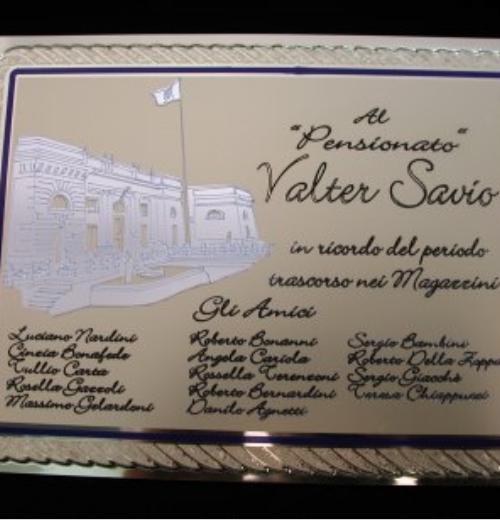 Al
"Pensionato"
Valter Savio
in ricordo del periodo
trascorso nei Magazzini
Gli Amici
Luciano Nardini
Cinzia Bonafede
Tullio Carta
Rosella Gazzoli
Massimo Gelardoni
Roberto Bonanni
Angela Cariola
Rossella Terenzoni
Roberto Bernardini
Danilo Agnetti
Sergio Bambini
Roberto Della Zoppa
Sergio Giacchè
Teresa Chiappucci